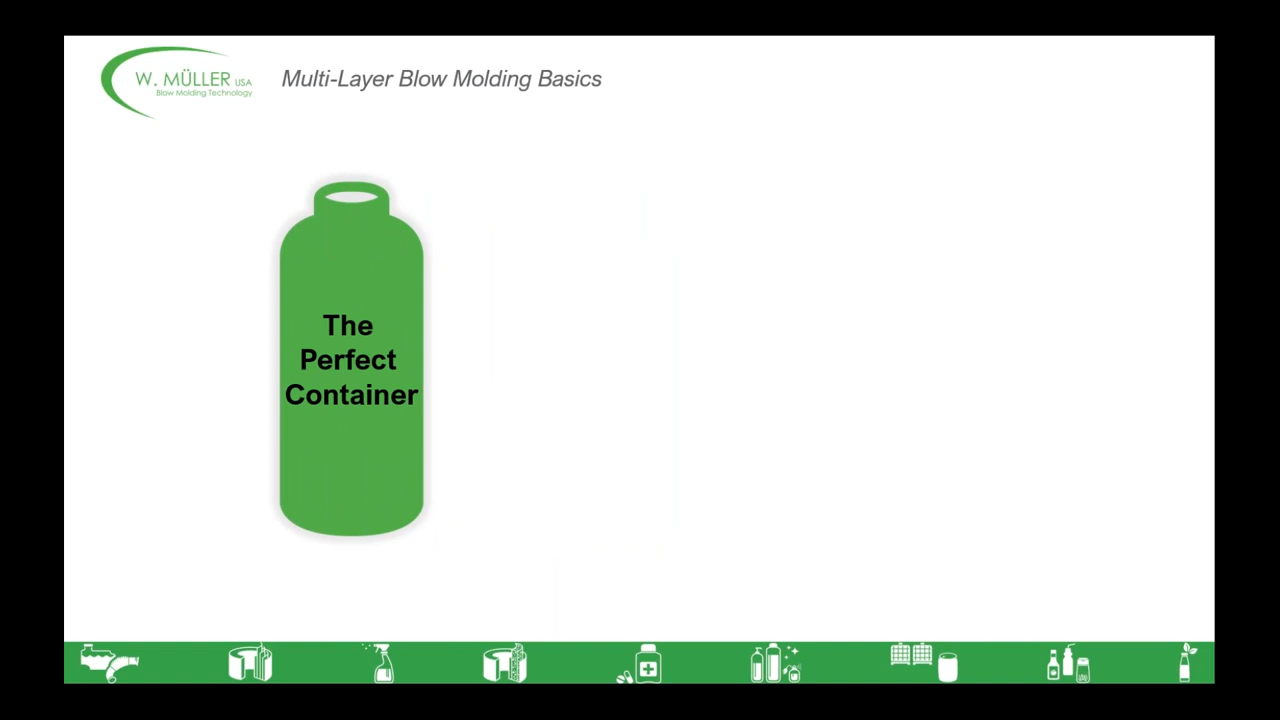 W. MÜLLER USA
Blow Molding Technology
Multi-Layer Blow Molding Basics
The
Perfect
Container